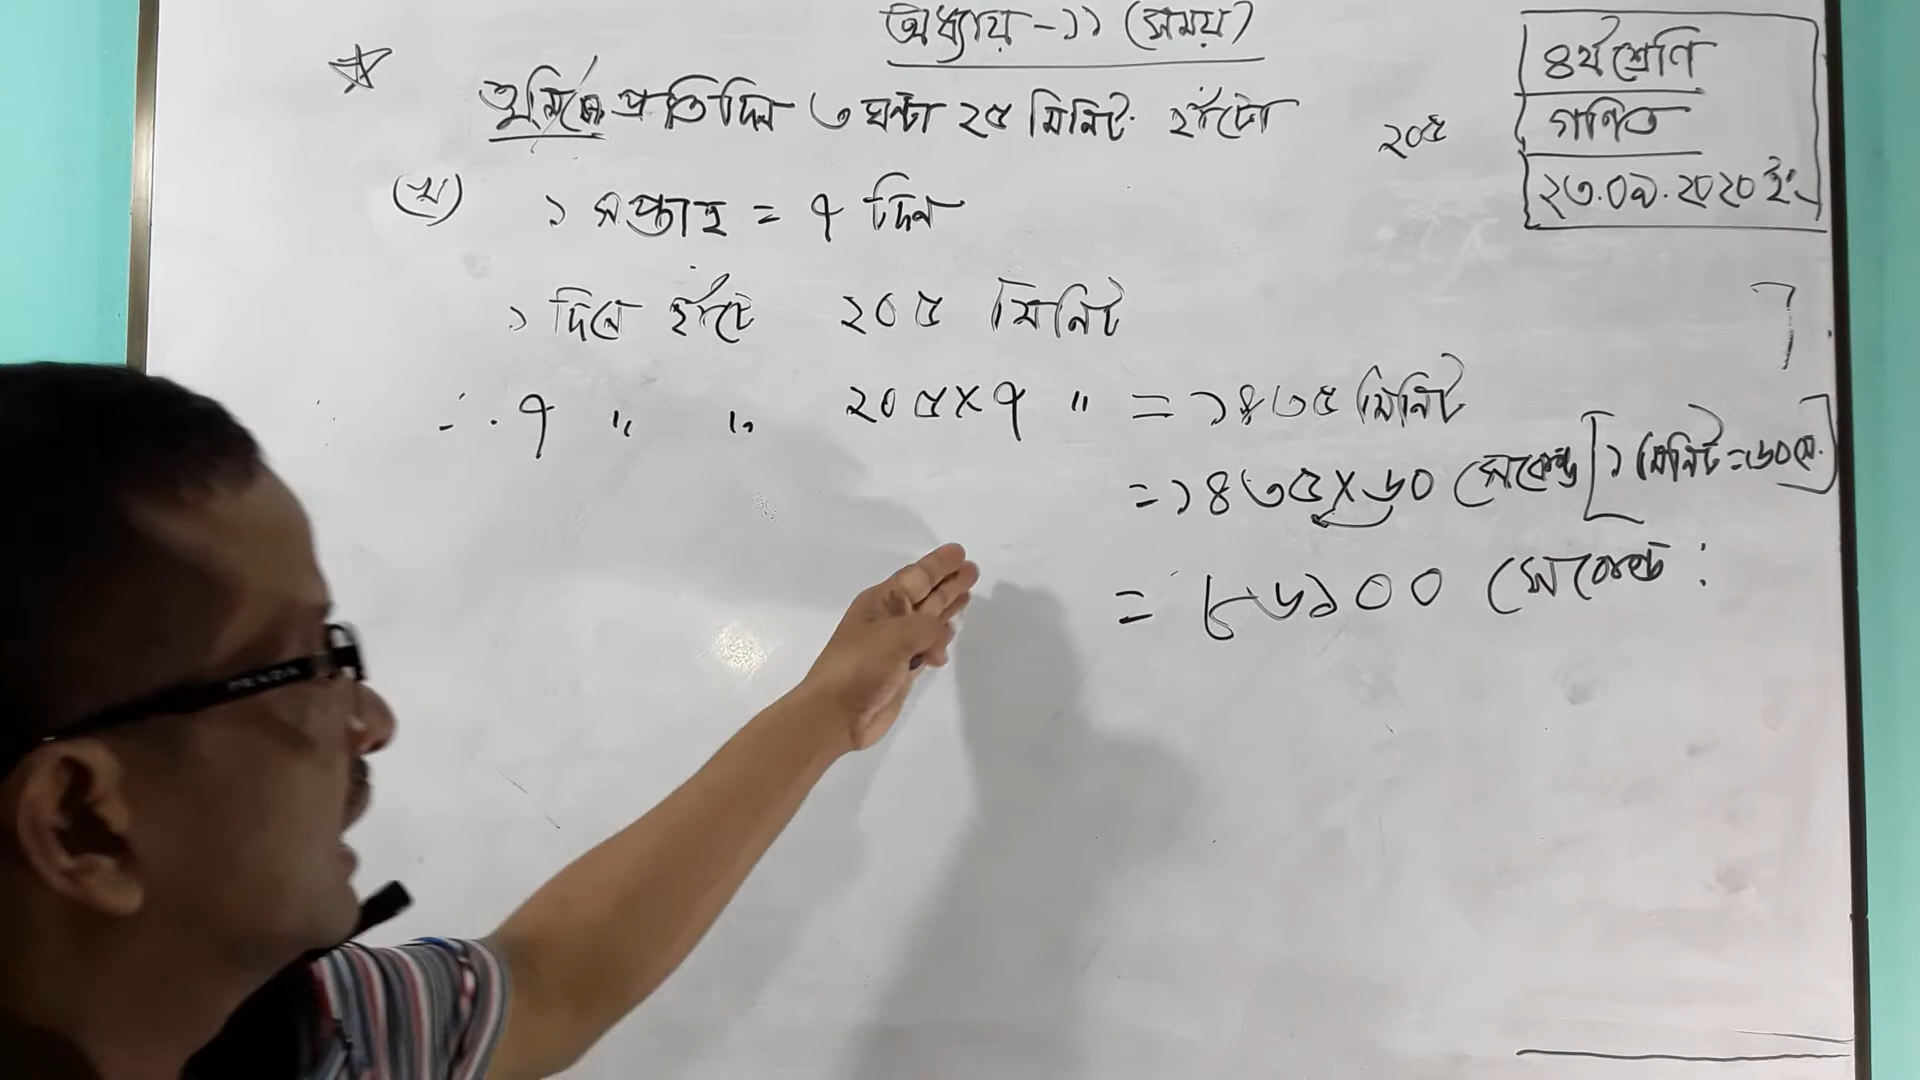 অধ্যায় -১১ (সময়)
৪র্থ শ্রেণি
গণিত
২৩.০৯.২০২০ইং
প্রতিদিন ৩ ঘন্টা ২৫ মিনিট হাঁটো
২০৫
(খ) ১ সপ্তাহ = ৭ দিন
১ দিনে হাঁটে ২০৫ মিনিট
৭
∴ ৭ " " ২০৫×৭ " = ১৪৩৫ মিনিট
= ১৪৩৫×৬০ সেকেন্ড [১ মিনিট=৬০সে.]
= ৮৬১০০ সেকেন্ড